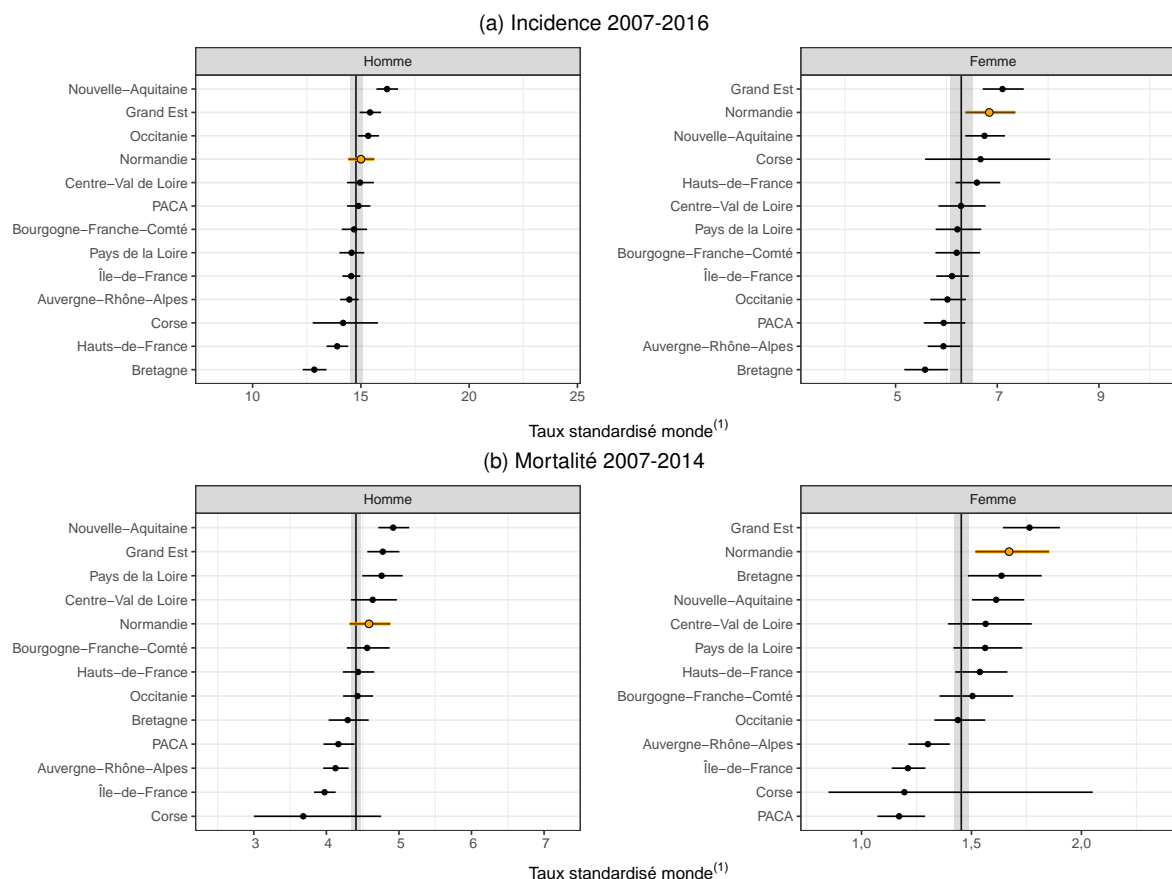 (a) Incidence 2007-2016
Homme
Nouvelle−Aquitaine
Grand Est
Occitanie
Normandie
Centre−Val de Loire
PACA
Bourgogne−Franche−Comté
Pays de la Loire
Île−de−France
Auvergne−Rhône−Alpes
Corse
Hauts−de−France
Bretagne
10 15 20 25
Femme
Grand Est
Normandie
Nouvelle−Aquitaine
Corse
Hauts−de−France
Centre−Val de Loire
Pays de la Loire
Bourgogne−Franche−Comté
Île−de−France
Occitanie
PACA
Auvergne−Rhône−Alpes
Bretagne
5 7 9
Taux standardisé monde(1)
(b) Mortalité 2007-2014
Homme
Nouvelle−Aquitaine
Grand Est
Pays de la Loire
Centre−Val de Loire
Normandie
Bourgogne−Franche−Comté
Hauts−de−France
Occitanie
Bretagne
PACA
Auvergne−Rhône−Alpes
Île−de−France
Corse
3 4 5 6 7
Femme
Grand Est
Normandie
Bretagne
Nouvelle−Aquitaine
Centre−Val de Loire
Pays de la Loire
Hauts−de−France
Bourgogne−Franche−Comté
Occitanie
Auvergne−Rhône−Alpes
Île−de−France
Corse
PACA
1,0 1,5 2,0
Taux standardisé monde(1)